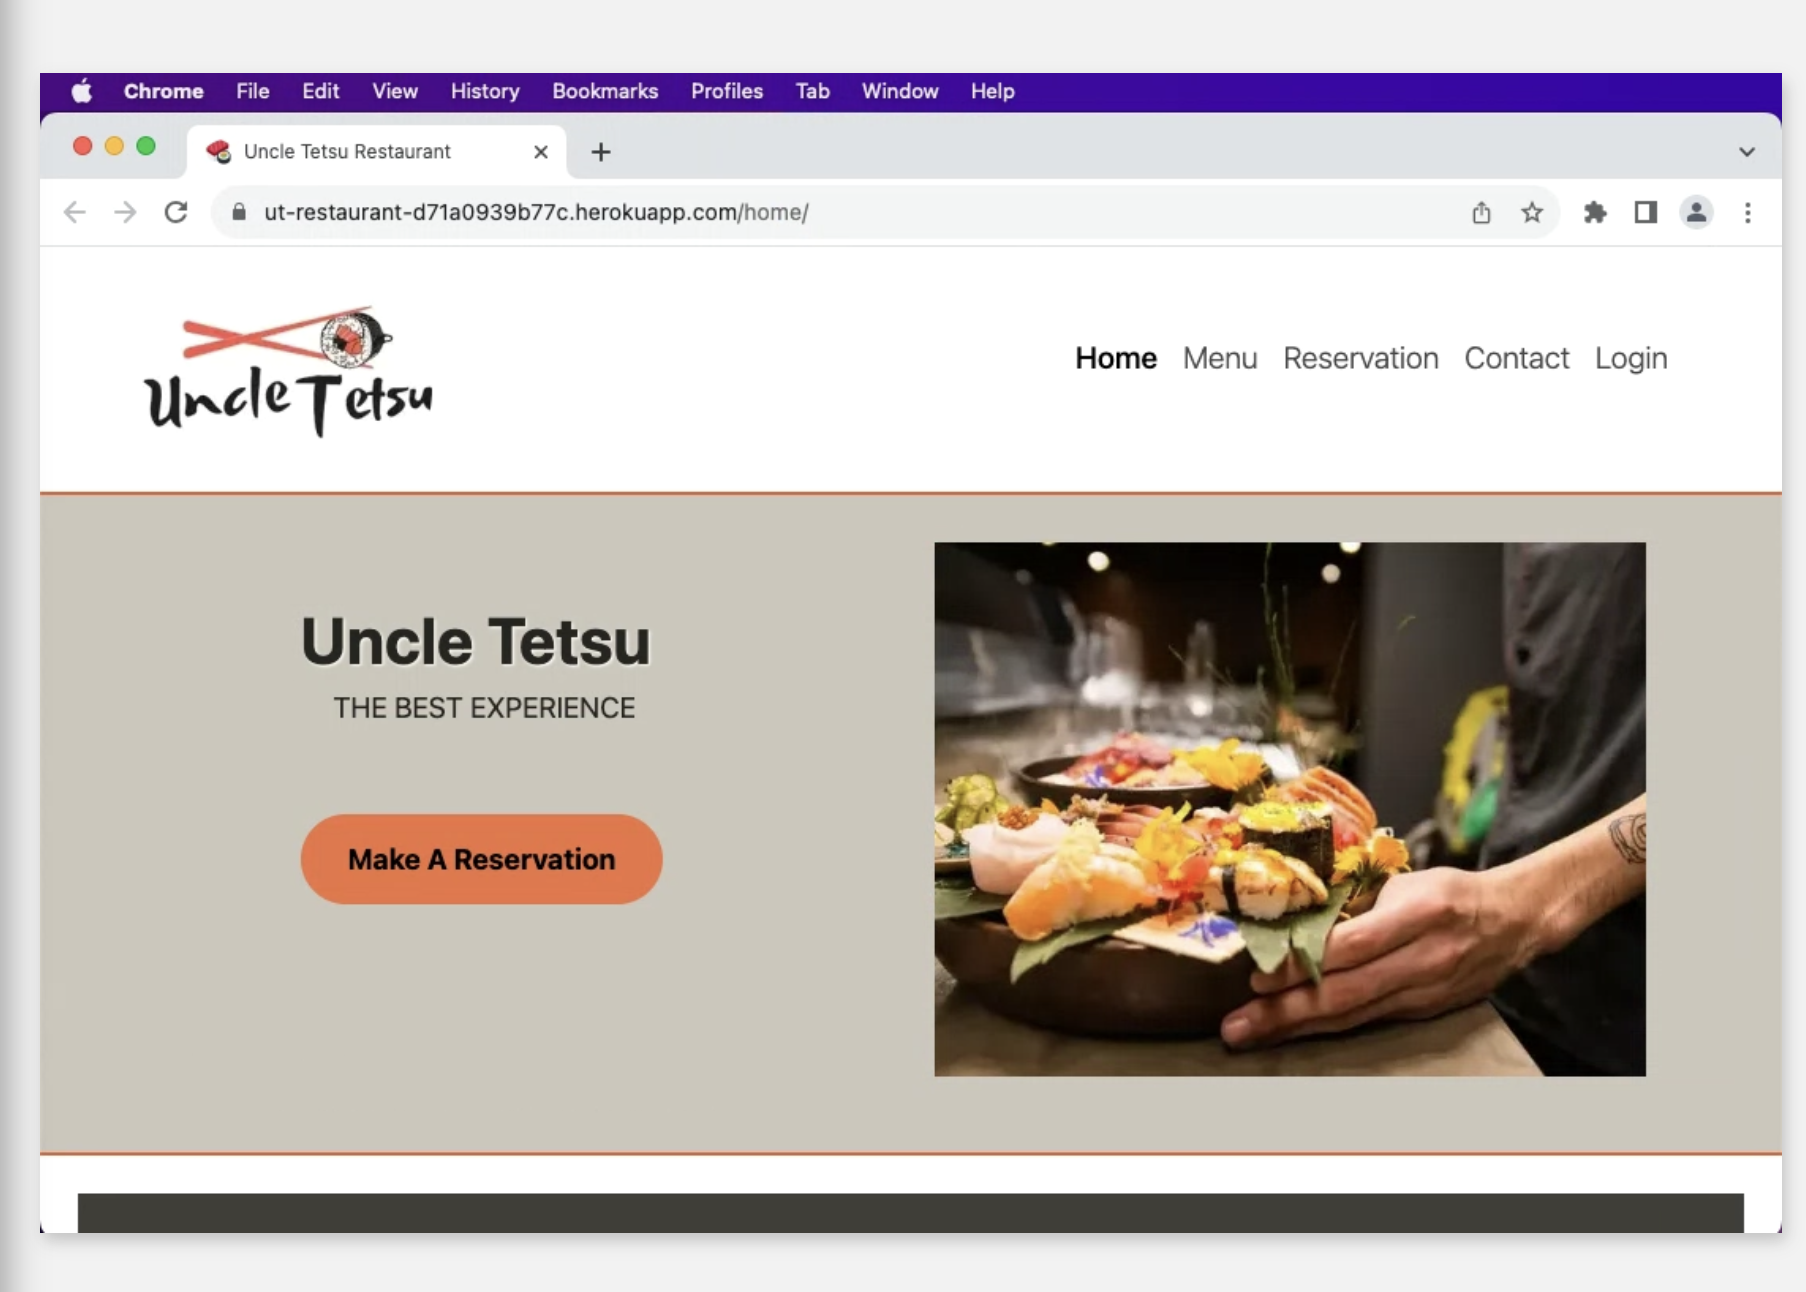 Chrome File Edit View History Bookmarks Profiles Tab Window Help
Uncle Tetsu Restaurant
ut-restaurant-d71a0939b77c.herokuapp.com/home/
Uncle Tetsu
Home Menu Reservation Contact Login
Uncle Tetsu
THE BEST EXPERIENCE
Make A Reservation